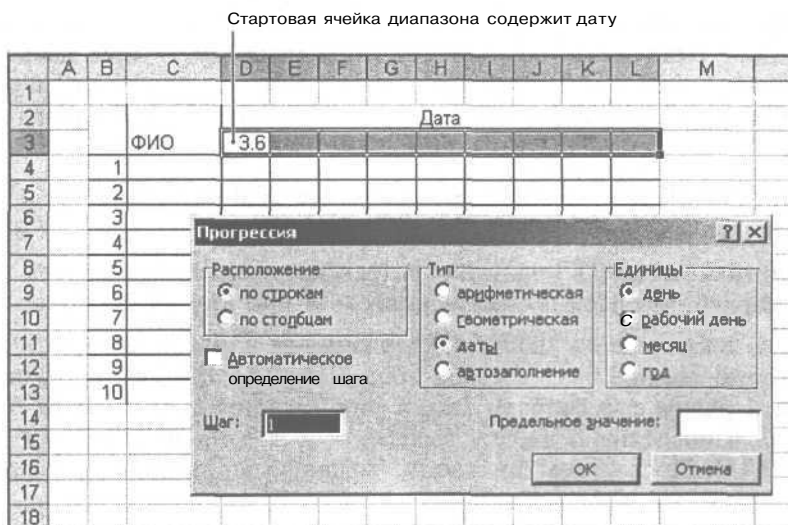 Стартовая ячейка диапазона содержит дату
A B C D E F G H I J K L M
1
2 Дата
3 ФИО 3.6
4 1
5 2
6 3
7 4
8 5
9 6
10 7
11 8
12 9
13 10
14
15
16
17
18
Прогрессия
Расположение
по строкам
по столбцам
Автоматическое
определение шага
Тип
арифметическая
геометрическая
даты
автозаполнение
Единицы
день
С рабочий день
месяц
год
Шаг: 1
Предельное значение:
ОК Отмена